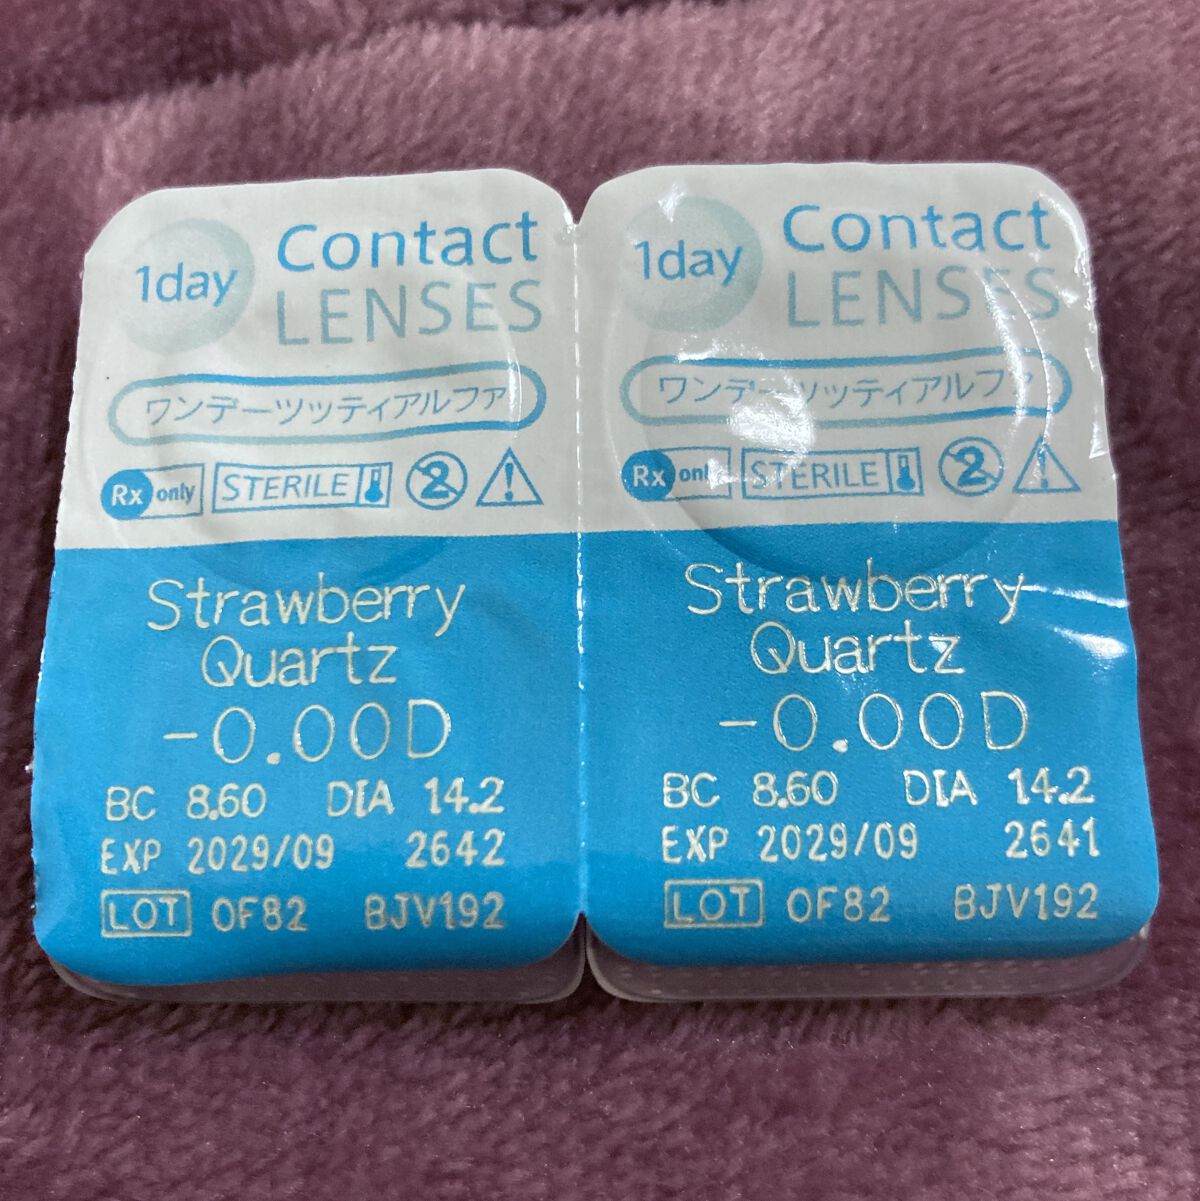 1day
Contact
LENSES
ワンデーツッティアルファ
Rx only STERILE 2
Strawberry
Quartz
-0.00D
BC 8.60 DIA 14.2
EXP 2029/09 2642
LOT OF82 BJV192
1day
Contact
LENSES
ワンデーツッティアルファ
Rx only STERILE 2
Strawberry
Quartz
-0.00D
BC 8.60 DIA 14.2
EXP 2029/09 2641
LOT OF82 BJV192